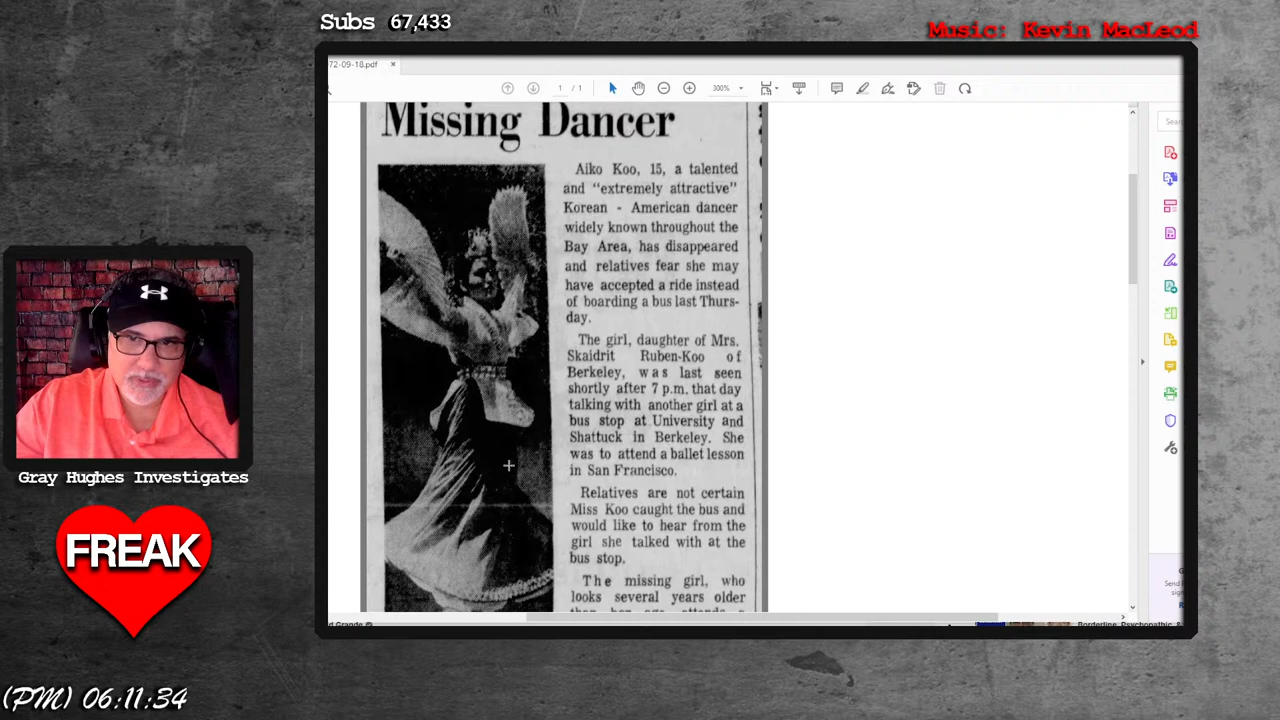 Subs 67,433
Music: Kevin MacLeod
72-09-18.pdf
1 / 1
300%
Missing Dancer
Aiko Koo, 15, a talented
and "extremely attractive"
Korean - American dancer
widely known throughout the
Bay Area, has disappeared
and relatives fear she may
have accepted a ride instead
of boarding a bus last Thurs-
day.
The girl, daughter of Mrs.
Skaidrit Ruben-Koo of
Berkeley, was last seen
shortly after 7 p.m. that day
talking with another girl at a
bus stop at University and
Shattuck in Berkeley. She
was to attend a ballet lesson
in San Francisco.
Relatives are not certain
Miss Koo caught the bus and
would like to hear from the
girl she talked with at the
bus stop.
The missing girl, who
looks several years older
Sear
Send
d Grande
Borderline, Psychopathic, &
Gray Hughes Investigates
FREAK
(PM) 06:11:34